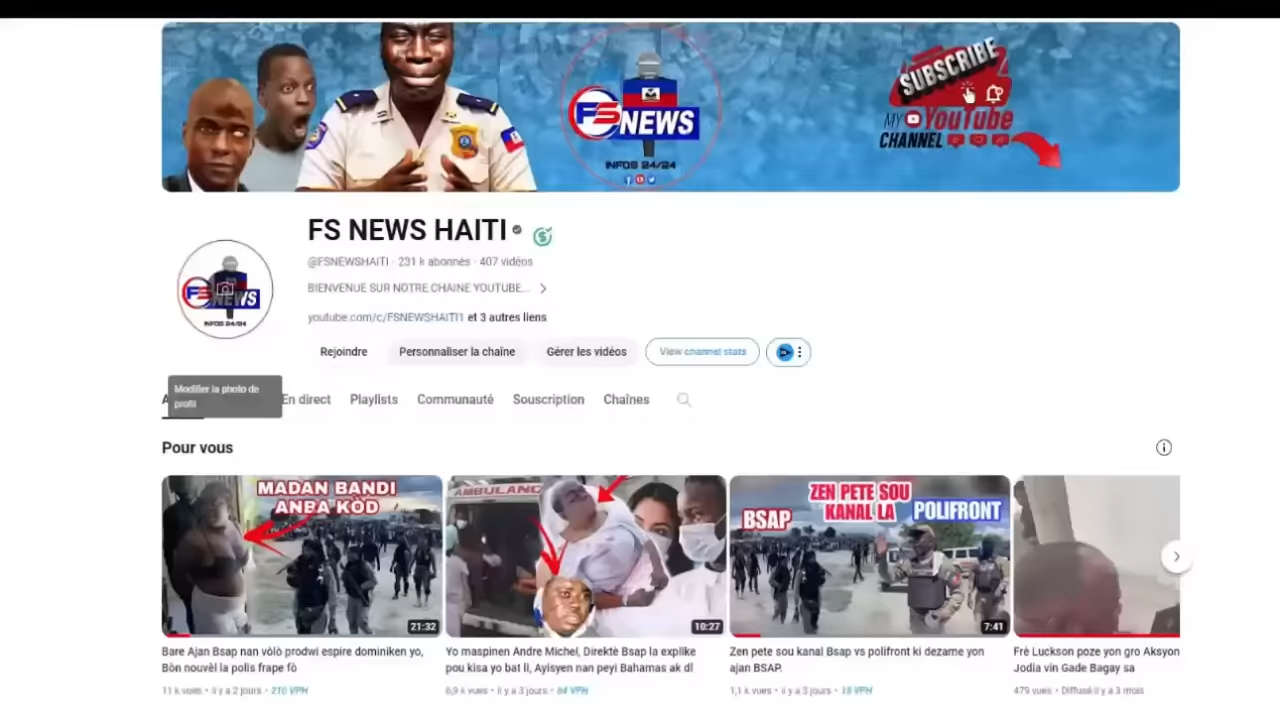 SUBSCRIBE
MY YouTube
CHANNEL
FS NEWS
INFOS 24/24
FS NEWS HAITI
@FSNEWSHAITI · 231 k abonnés · 407 vidéos
BIENVENUE SUR NOTRE CHAINE YOUTUBE...
youtube.com/c/FSNEWSHAITI1 et 3 autres liens
FS NEWS
INFOS 24/24
Rejoindre
Personnaliser la chaîne
Gérer les vidéos
View channel stats
Modifier la photo de
profil
A
En direct
Playlists
Communauté
Souscription
Chaînes
Pour vous
MADAN BANDI
ANBA KÒD
21:32
AMBULANC
10:27
BSAP
ZEN PETE SOU
KANAL LA
POLIFRONT
7:41
Bare Ajan Bsap nan vòlò prodwi espire dominiken yo,
Bòn nouvèl la polis frape fò
11 k vues • il y a 2 jours • 210 VPH
Yo maspinen Andre Michel, Direktè Bsap la explike
pou kisa yo bat li, Ayisyen nan peyi Bahamas ak di
6,9 k vues • il y a 3 jours • 84 VPH
Zen pete sou kanal Bsap vs polifront ki dezame yon
ajan BSAP.
1,1 k vues • il y a 3 jours • 18 VPH
Frè Luckson poze yon gro Aksyon
Jodia vin Gade Bagay sa
479 vues • Diffusé il y a 3 mois